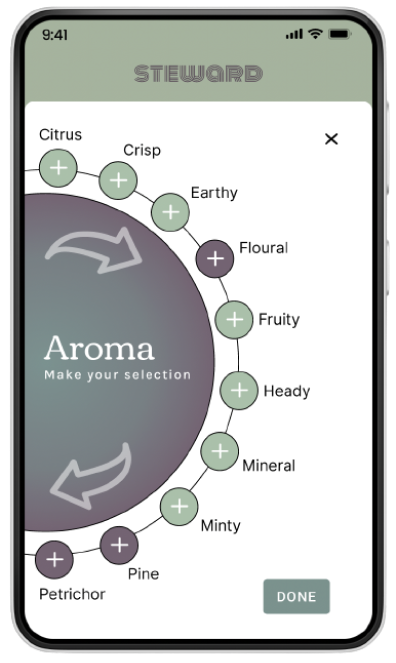 9:41
STEWARD
Citrus
Crisp
Earthy
Floural
Fruity
Aroma
Make your selection
Heady
Mineral
Minty
Pine
Petrichor
DONE